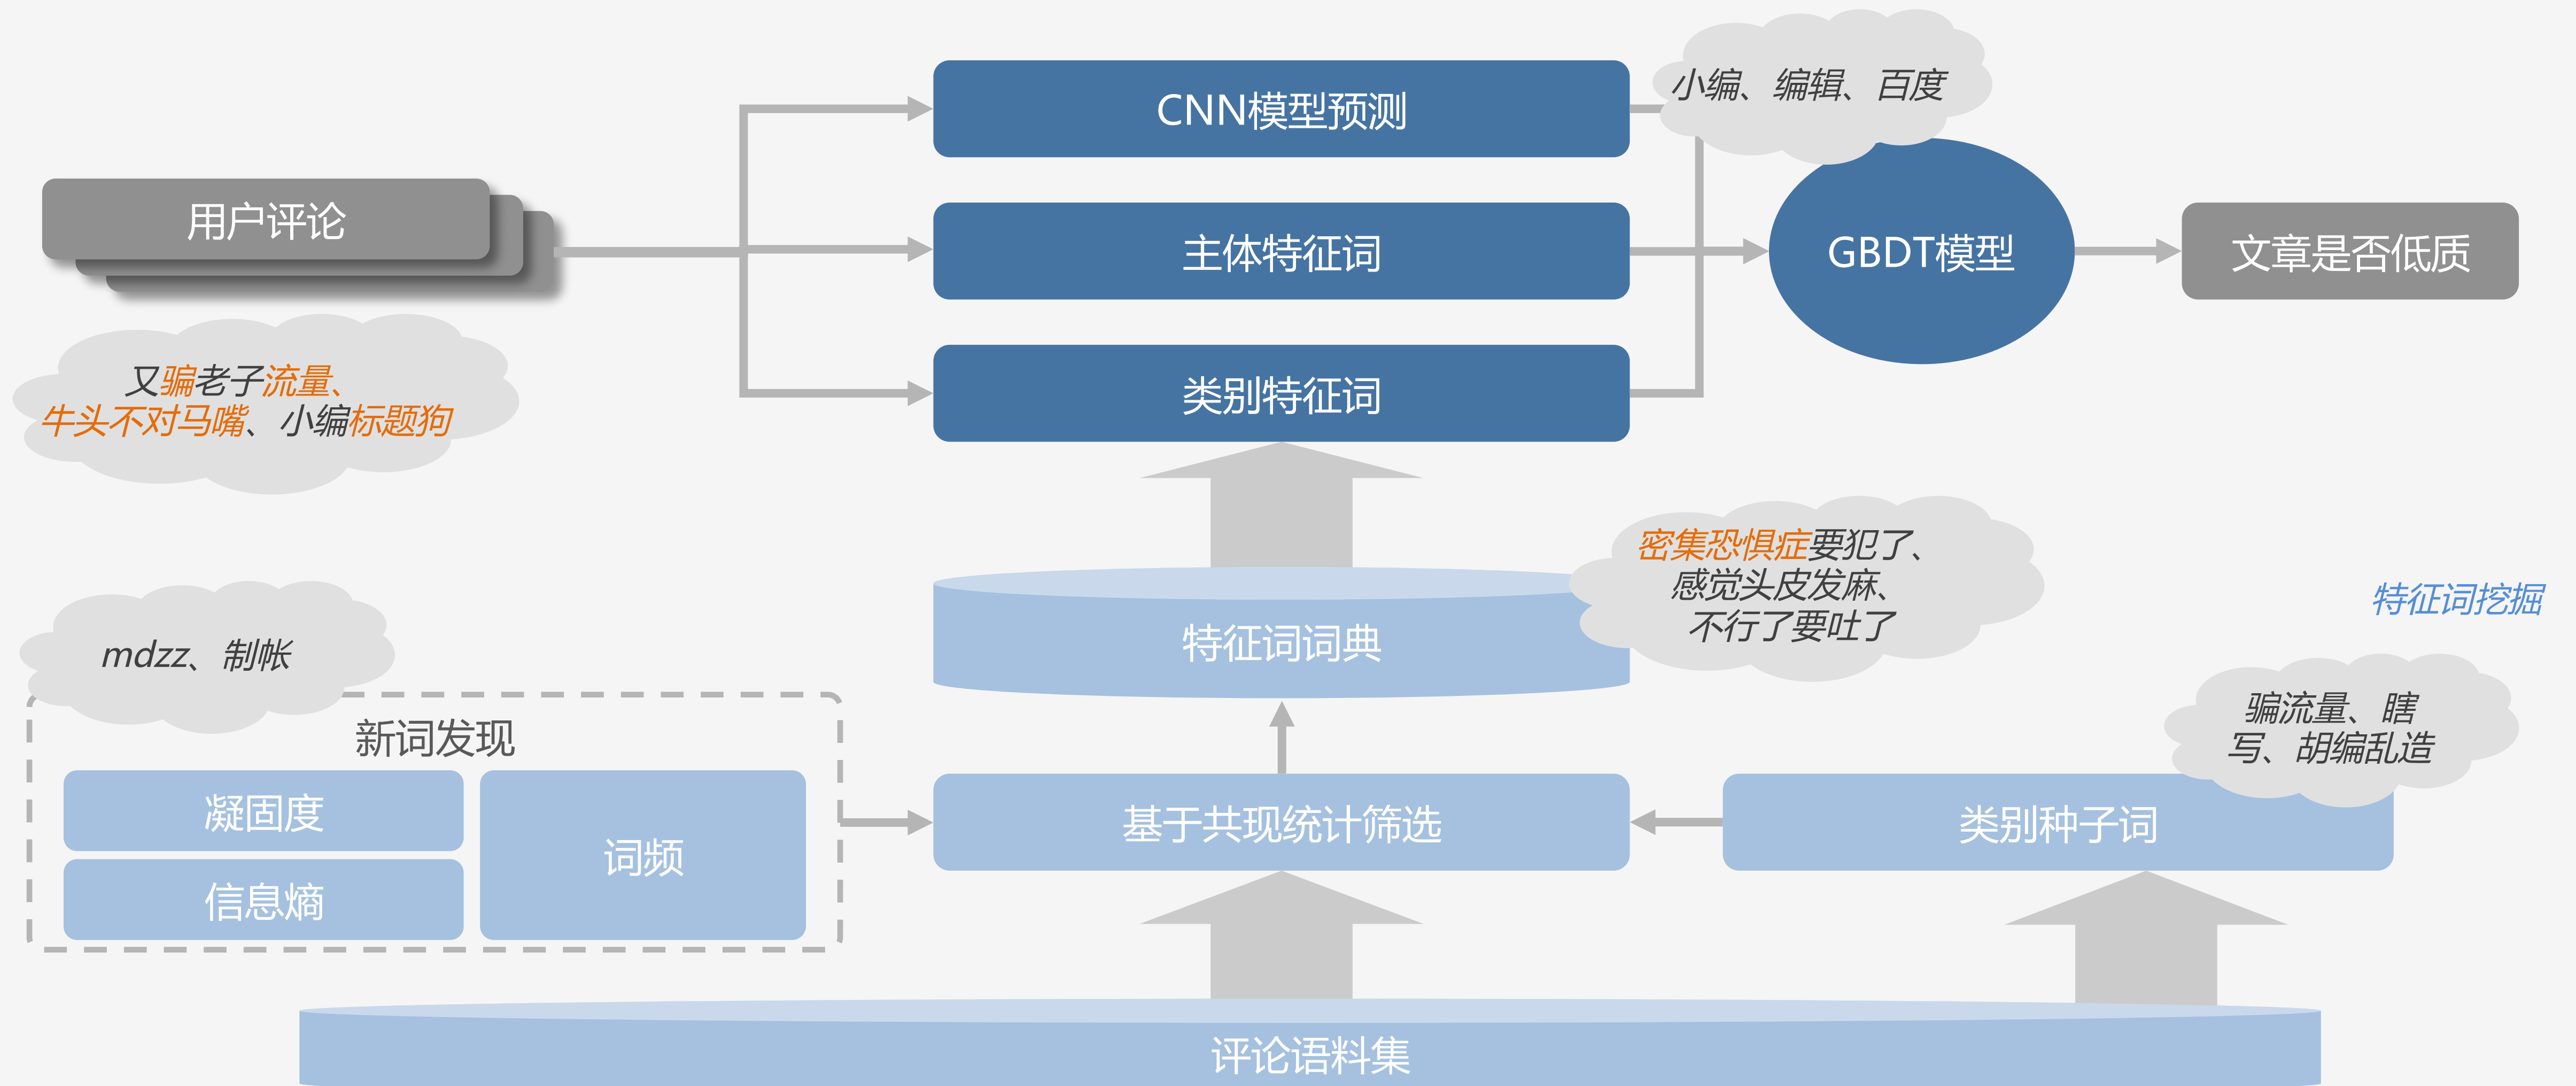 小编、编辑、百度
CNN模型预测
用户评论
主体特征词
GBDT模型
文章是否低质
类别特征词
又骗老子流量、
牛头不对马嘴、小编标题狗
密集恐惧症要犯了、
感觉头皮发麻、
不行了要吐了
特征词词典
特征词挖掘
mdzz、制帐
新词发现
骗流量、瞎
写、胡编乱造
凝固度
词频
信息熵
基于共现统计筛选
类别种子词
评论语料集